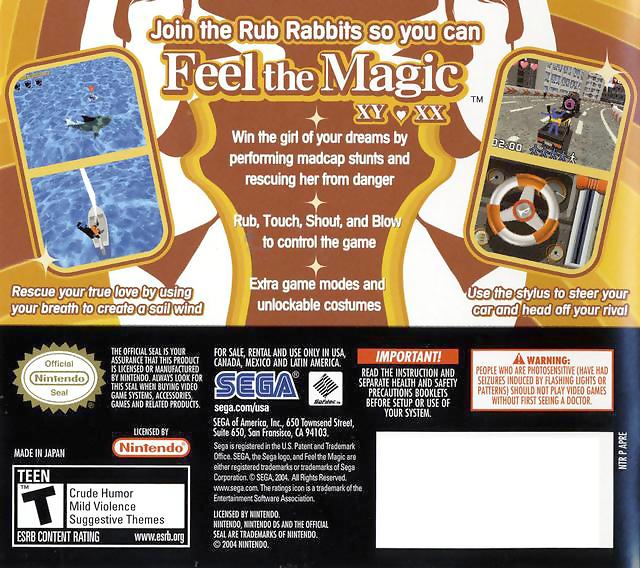 Join the Rub Rabbits so you can
Feel the Magic
XY ♥ XX
TM
Win the girl of your dreams by
performing madcap stunts and
rescuing her from danger
Rub, Touch, Shout, and Blow
to control the game
Extra game modes and
unlockable costumes
02:00
Rescue your true love by using
your breath to create a sail wind
Use the stylus to steer your
car and head off your rival
Official
Nintendo
Seal
THE OFFICIAL SEAL IS YOUR
ASSURANCE THAT THIS PRODUCT
IS LICENSED OR MANUFACTURED
BY NINTENDO. ALWAYS LOOK FOR
THIS SEAL WHEN BUYING VIDEO
GAME SYSTEMS, ACCESSORIES,
GAMES AND RELATED PRODUCTS.
MADE IN JAPAN
LICENSED BY
Nintendo
TEEN
T
Crude Humor
Mild Violence
Suggestive Themes
ESRB CONTENT RATING www.esrb.org
FOR SALE, RENTAL AND USE ONLY IN USA,
CANADA, MEXICO AND LATIN AMERICA.
SEGA®
sega.com/usa
Softec™
SEGA of America, Inc., 650 Townsend Street,
Suite 650, San Francisco, CA 94103.
Sega is registered in the U.S. Patent and Trademark
Office. SEGA, the Sega logo, and Feel the Magic are
either registered trademarks or trademarks of Sega
Corporation. © SEGA, 2004. All Rights Reserved.
www.sega.com. The ratings icon is a trademark of the
Entertainment Software Association.
LICENSED BY NINTENDO.
NINTENDO, NINTENDO DS AND THE OFFICIAL
SEAL ARE TRADEMARKS OF NINTENDO.
© 2004 NINTENDO.
IMPORTANT!
READ THE INSTRUCTION AND
SEPARATE HEALTH AND SAFETY
PRECAUTIONS BOOKLETS
BEFORE SETUP OR USE OF
YOUR SYSTEM.
WARNING:
PEOPLE WHO ARE PHOTOSENSITIVE (HAVE HAD
SEIZURES INDUCED BY FLASHING LIGHTS OR
PATTERNS) SHOULD NOT PLAY VIDEO GAMES
WITHOUT FIRST SEEING A DOCTOR.
NTR P APRE